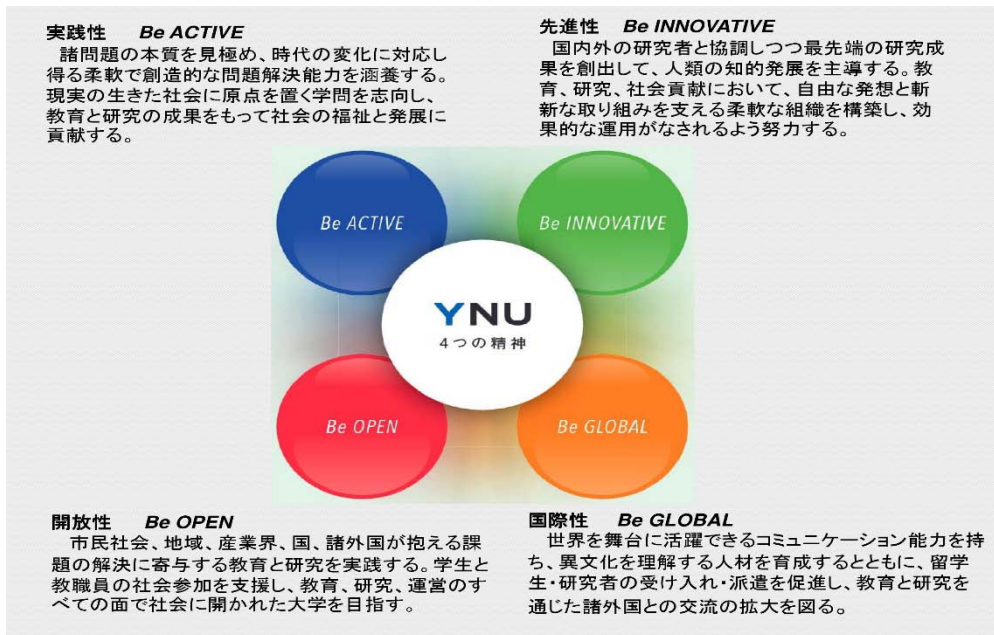 実践性 Be ACTIVE
諸問題の本質を見極め、時代の変化に対応し
得る柔軟で創造的な問題解決能力を涵養する。
現実の生きた社会に原点を置く学問を志向し、
教育と研究の成果をもって社会の福祉と発展に
貢献する。
先進性 Be INNOVATIVE
国内外の研究者と協調しつつ最先端の研究成
果を創出して、人類の知的発展を主導する。教
育、研究、社会貢献において、自由な発想と斬
新な取り組みを支える柔軟な組織を構築し、効
果的な運用がなされるよう努力する。
Be ACTIVE
Be INNOVATIVE
YNU
4つの精神
Be OPEN
Be GLOBAL
開放性 Be OPEN
市民社会、地域、産業界、国、諸外国が抱える課
題の解決に寄与する教育と研究を実践する。学生と
教職員の社会参加を支援し、教育、研究、運営のす
べての面で社会に開かれた大学を目指す。
国際性 Be GLOBAL
世界を舞台に活躍できるコミュニケーション能力を持
ち、異文化を理解する人材を育成するとともに、留学
生・研究者の受け入れ・派遣を促進し、教育と研究を
通じた諸外国との交流の拡大を図る。